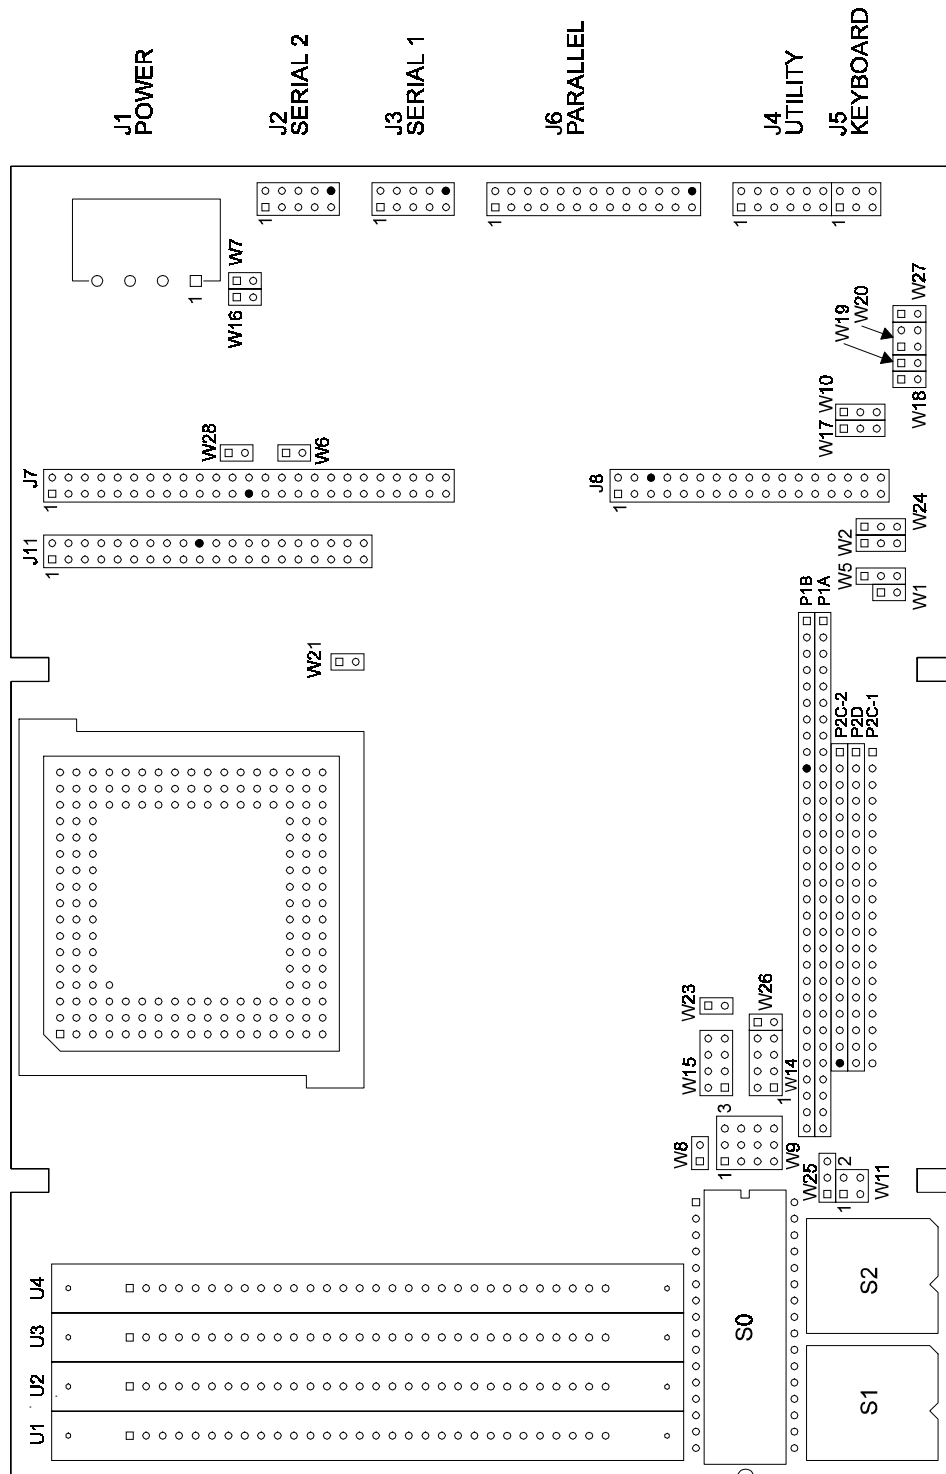 J1
POWER
J2
SERIAL 2
J3
SERIAL 1
J6
PARALLEL
J4
UTILITY
J5
KEYBOARD
1
1
1
1
1
1
W7
W16
W27
W20
W19
W18
W10
W17
W28
W6
J7
1
J8
1
J11
1
W24
W2
W5
W1
P1B
P1A
W21
P2C-2
P2D
P2C-1
W23
W26
W15
W14
1
3
W8
1
W9
W25
2
1
W11
U4
U3
U2
U1
S0
S2
S1